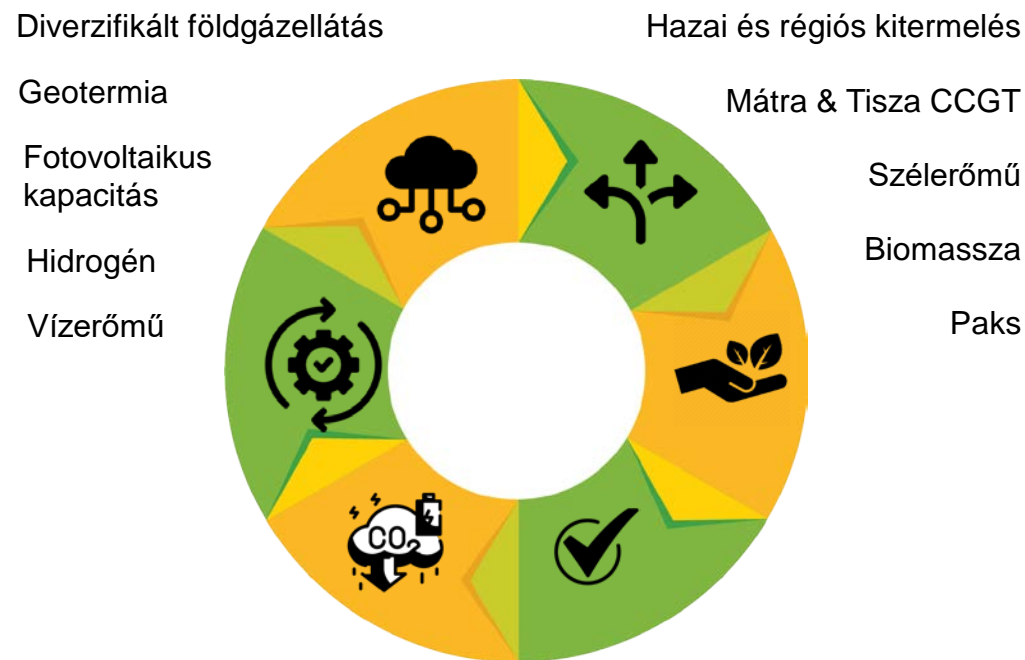 Diverzifikált földgázellátás
Geotermia
Fotovoltaikus
kapacitás
Hidrogén
Vízerőmű
Hazai és régiós kitermelés
Mátra & Tisza CCGT
Szélerőmű
Biomassza
Paks
CO₂